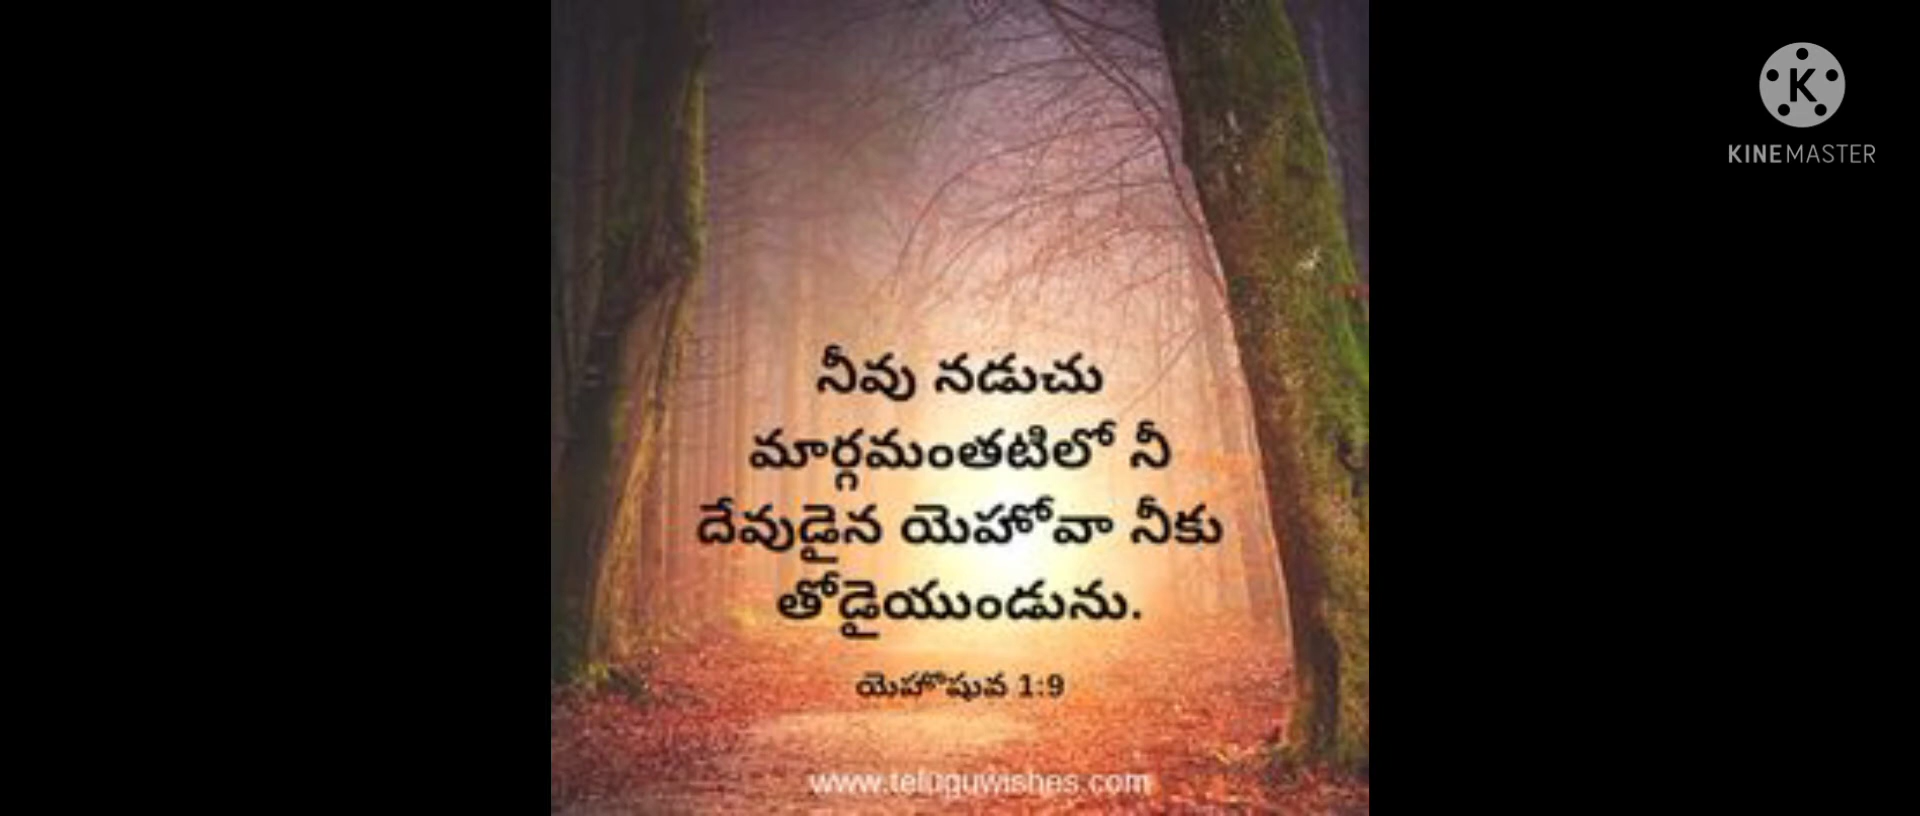 నీవు నడుచు
మార్గమంతటిలో నీ
దేవుడైన యెహోవా నీకు
తోడైయుండును.
యెహోషువ 1:9
www.teluguwishes.com
K
KINEMASTER